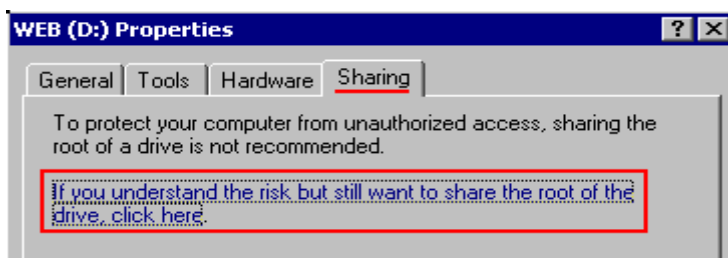 WEB (D:) Properties
General Tools Hardware Sharing
To protect your computer from unauthorized access, sharing the
root of a drive is not recommended.
If you understand the risk but still want to share the root of the
drive, click here.